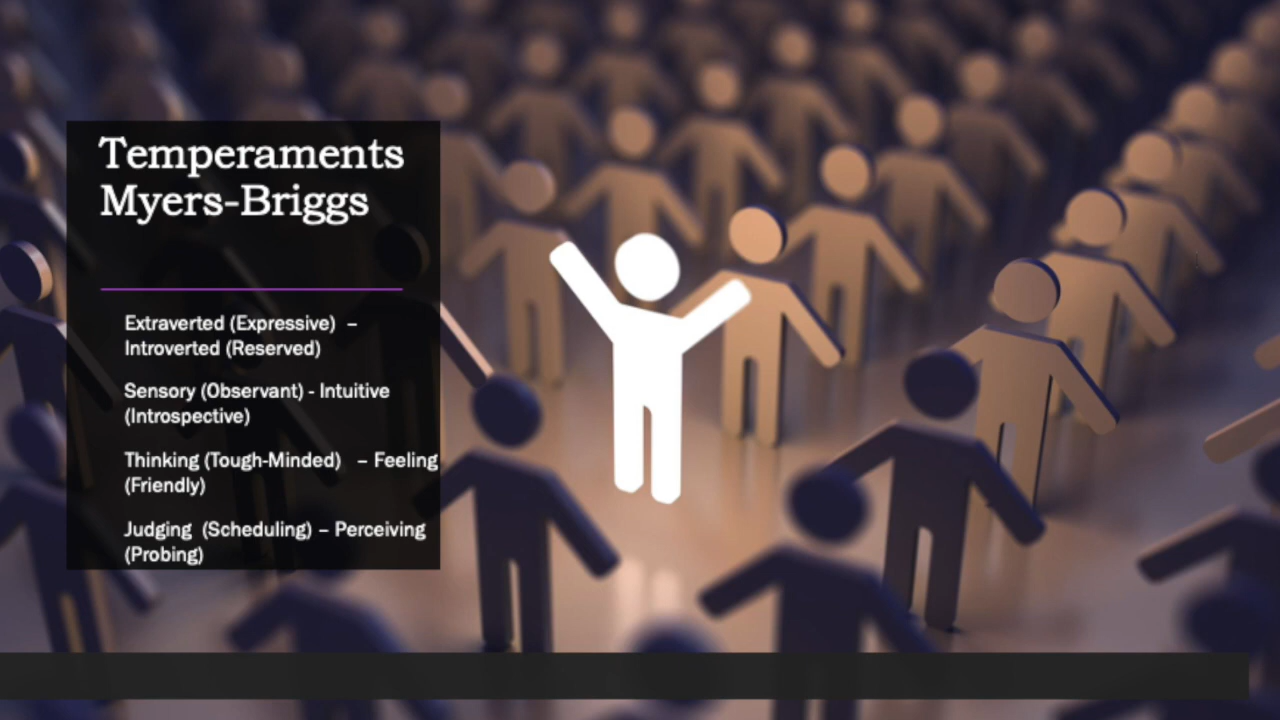 Temperaments
Myers-Briggs
Extraverted (Expressive) –
Introverted (Reserved)
Sensory (Observant) - Intuitive
(Introspective)
Thinking (Tough-Minded) – Feeling
(Friendly)
Judging (Scheduling) – Perceiving
(Probing)